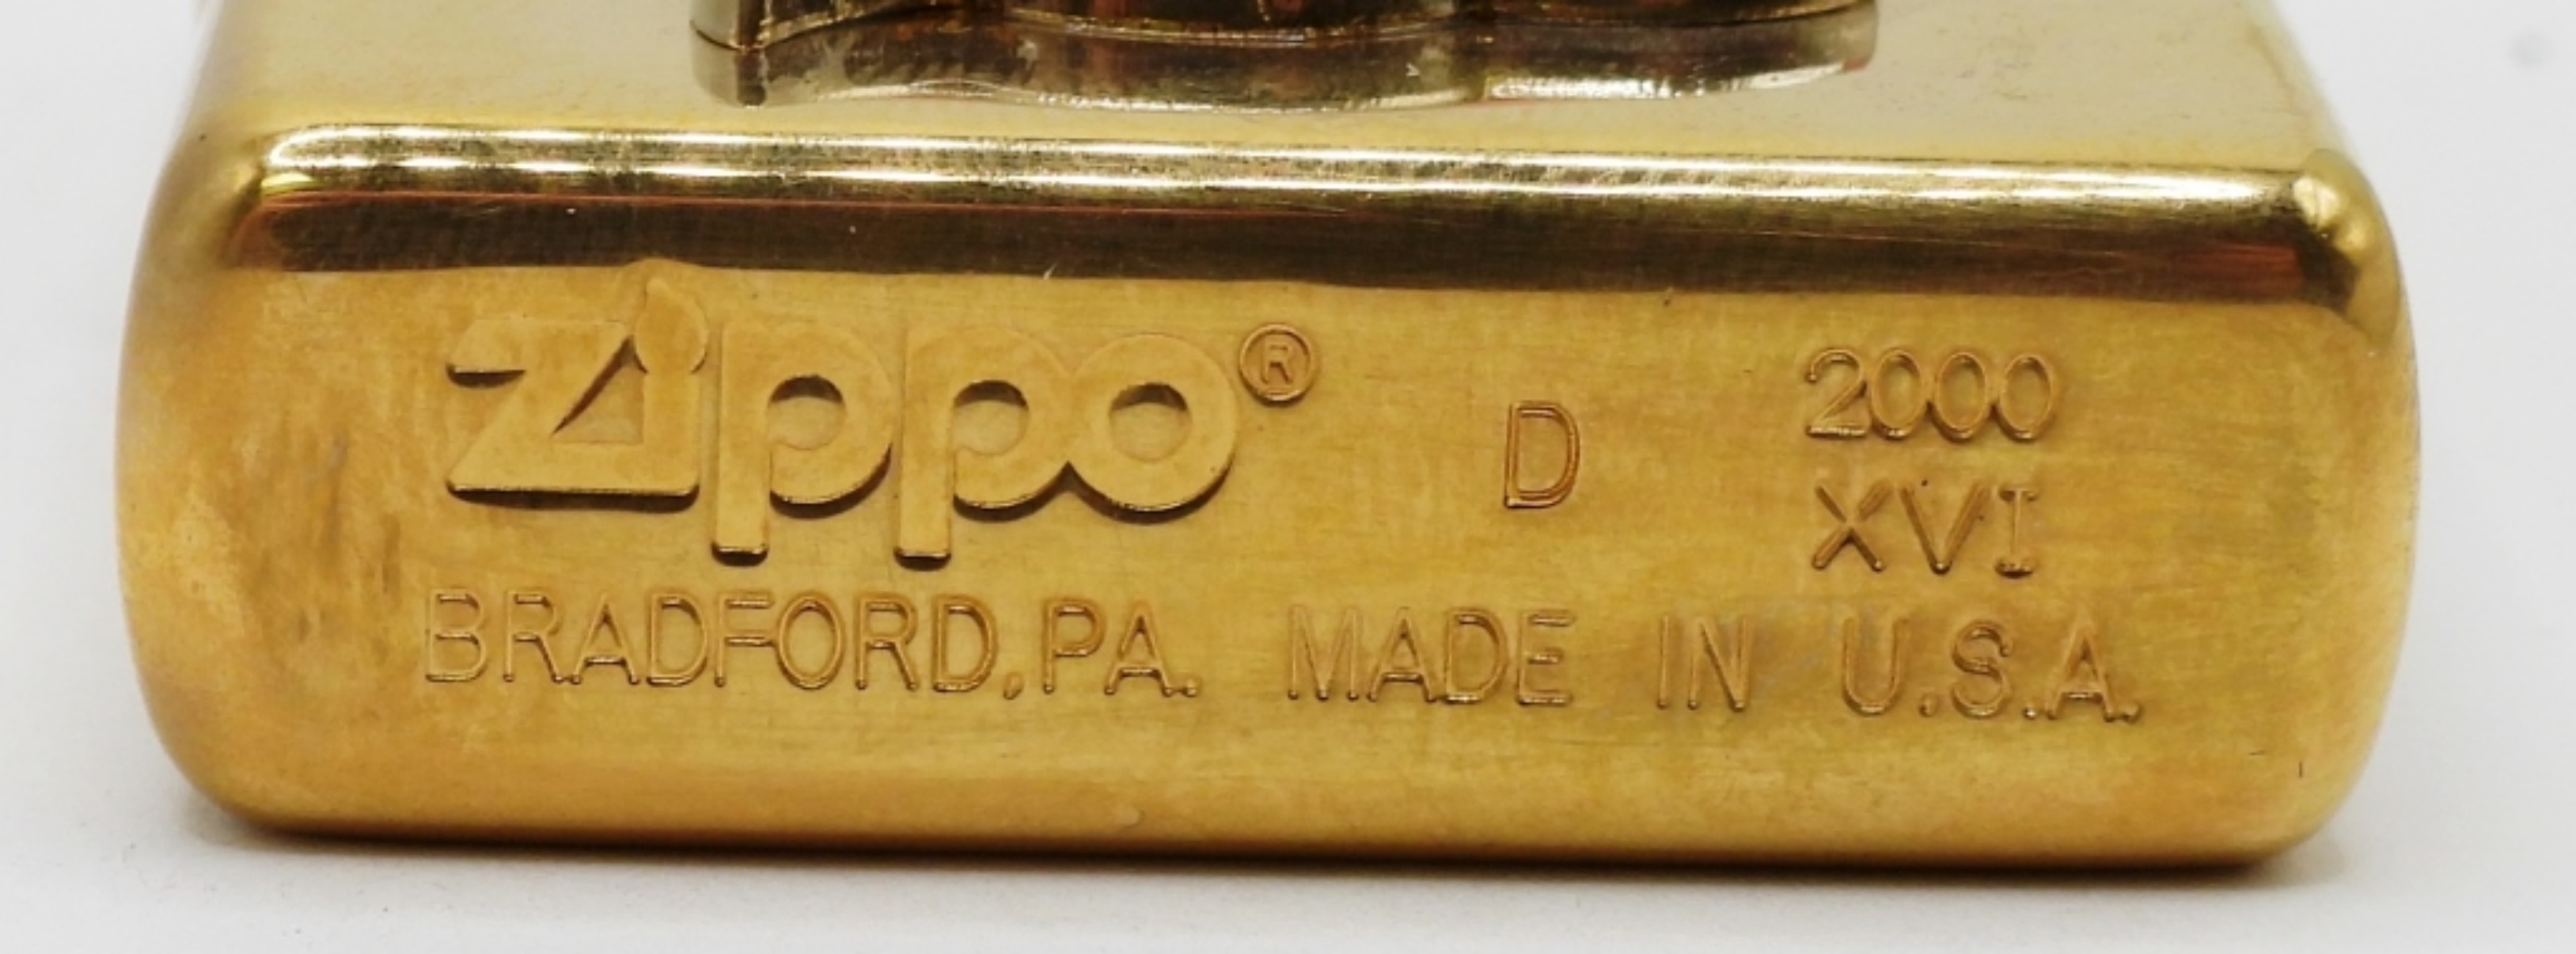 Zippo® D 2000
XVI
BRADFORD,PA. MADE IN U.S.A.